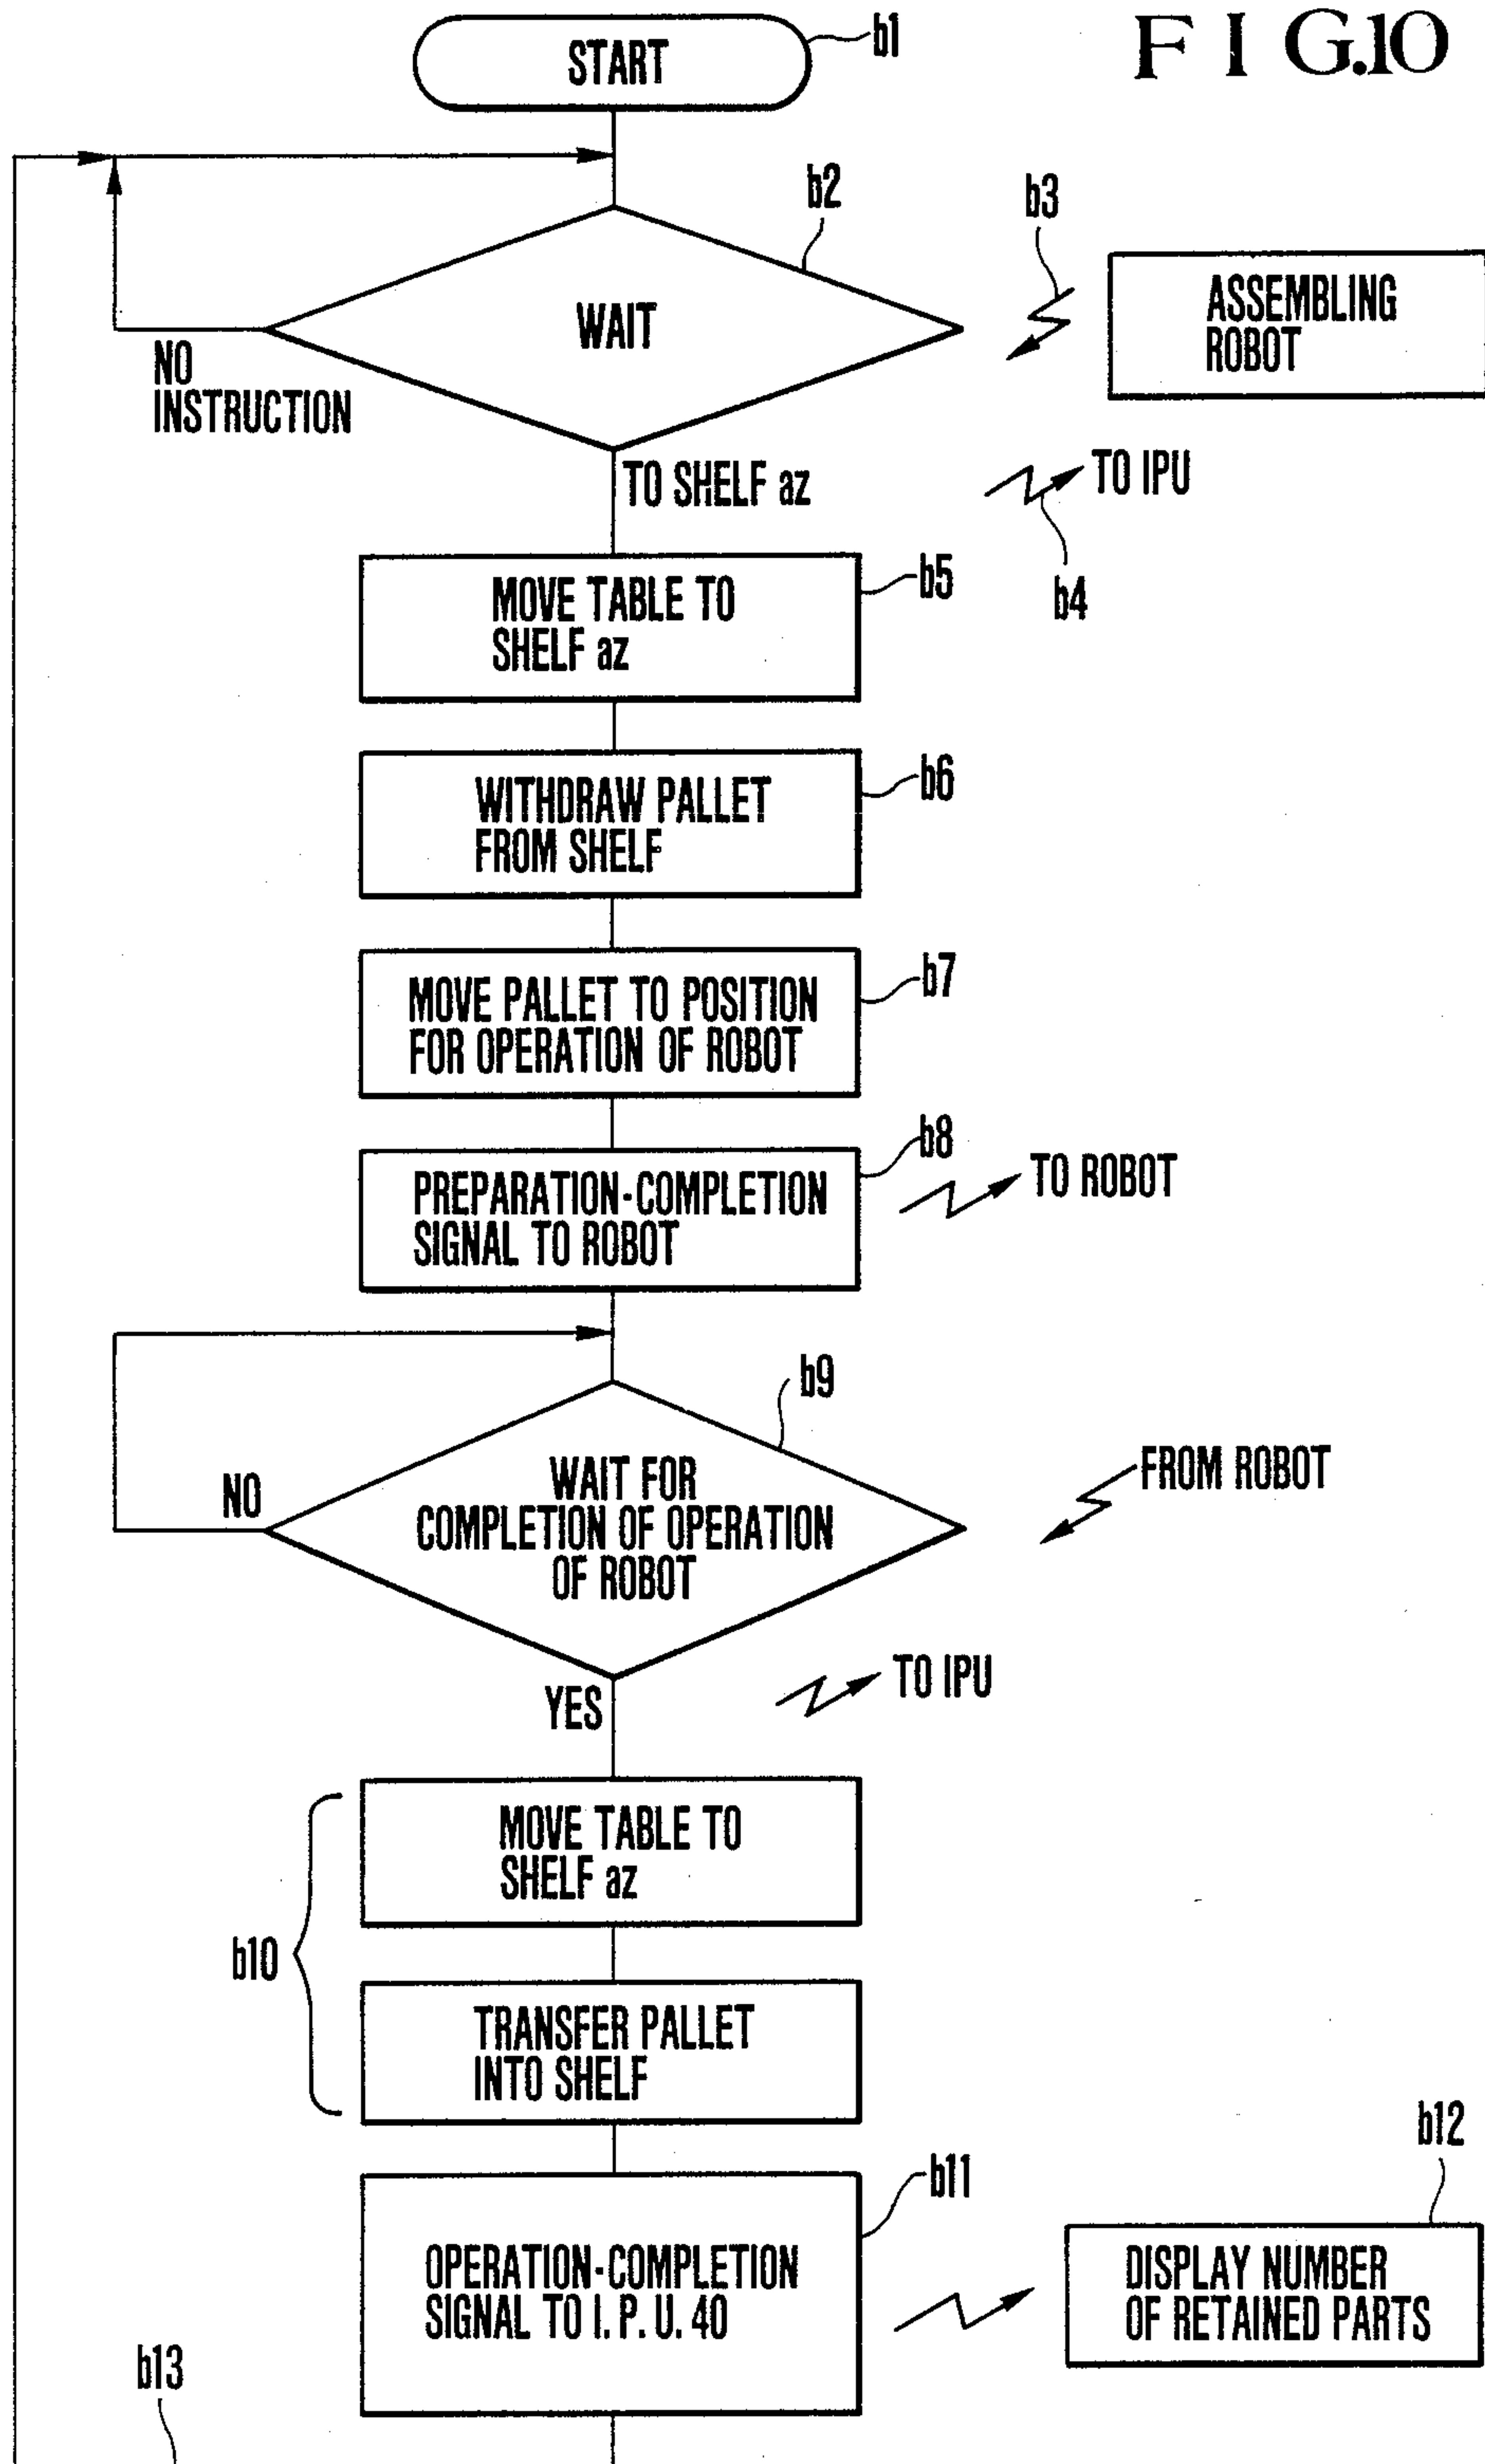 FIG.10
START
b1
b2
b3
WAIT
ASSEMBLING
ROBOT
NO
INSTRUCTION
TO SHELF az
TO IPU
b4
MOVE TABLE TO
SHELF az
b5
WITHDRAW PALLET
FROM SHELF
b6
MOVE PALLET TO POSITION
FOR OPERATION OF ROBOT
b7
PREPARATION-COMPLETION
SIGNAL TO ROBOT
b8
TO ROBOT
b9
WAIT FOR
COMPLETION OF OPERATION
OF ROBOT
NO
FROM ROBOT
YES
TO IPU
MOVE TABLE TO
SHELF az
b10
TRANSFER PALLET
INTO SHELF
b11
OPERATION-COMPLETION
SIGNAL TO I. P. U. 40
b12
DISPLAY NUMBER
OF RETAINED PARTS
b13